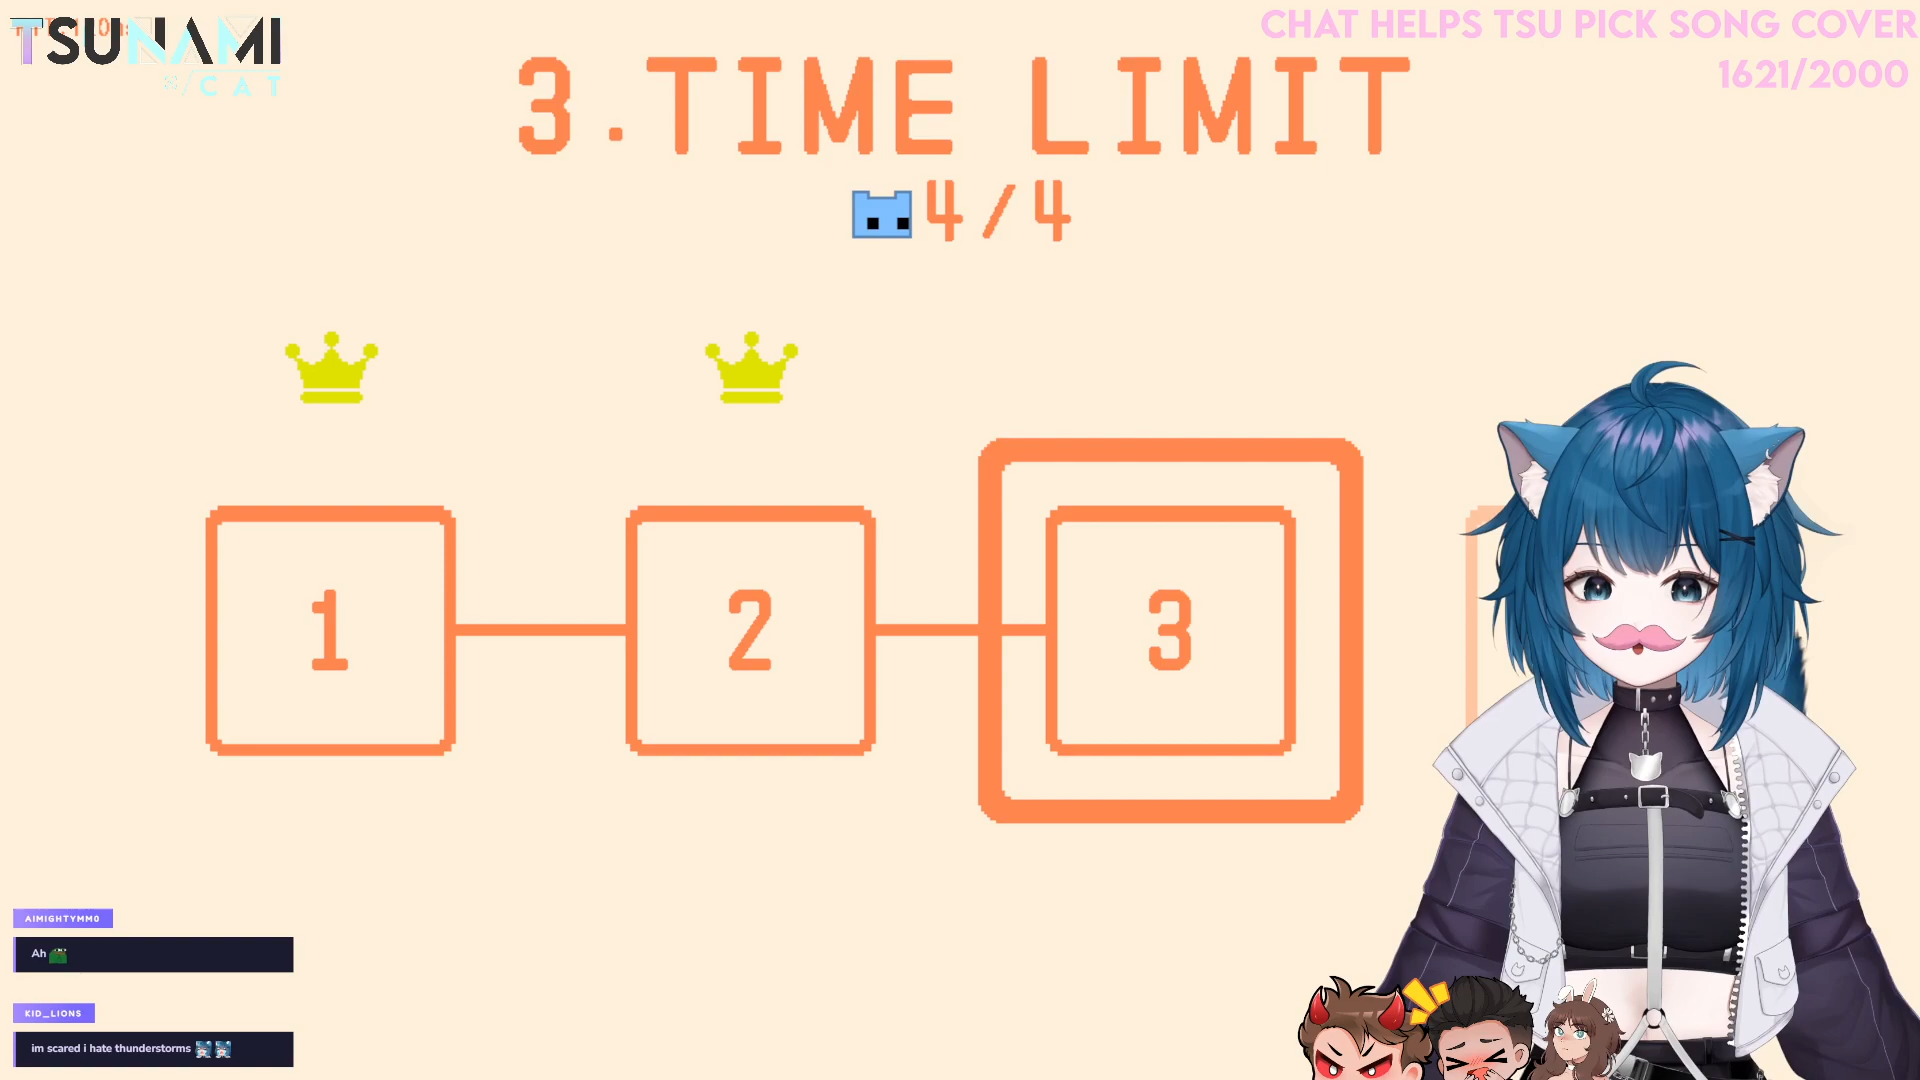 TSUNAMI
CAT
CHAT HELPS TSU PICK SONG COVER
1621/2000
3.TIME LIMIT
4/4
1
2
3
AIMIGHTYMM0
Ah
KID_LIONS
im scared i hate thunderstorms